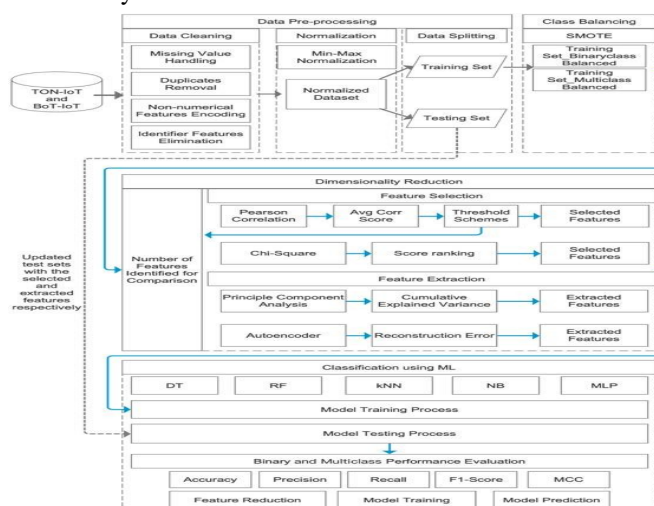 Data Pre-processing
Class Balancing
Data Cleaning
Normalization
Data Splitting
SMOTE
Missing Value
Handling
Duplicates
Removal
Non-numerical
Features Encoding
Identifier Features
Elimination
Min-Max
Normalization
Normalized
Dataset
Training Set
Testing Set
Training
Set_Binaryclass
Balanced
Training
Set_Multiclass
Balanced
TON-IoT
and
BoT-IoT
Dimensionality Reduction
Feature Selection
Pearson
Correlation
Avg Corr
Score
Threshold
Schemes
Selected
Features
Number of
Features
Identified for
Comparison
Chi-Square
Score ranking
Selected
Features
Feature Extraction
Principle Component
Analysis
Cumulative
Explained Variance
Extracted
Features
Autoencoder
Reconstruction Error
Extracted
Features
Updated
test sets
with the
selected
and
extracted
features
respectively
Classification using ML
DT
RF
kNN
NB
MLP
Model Training Process
Model Testing Process
Binary and Multiclass Performance Evaluation
Accuracy
Precision
Recall
F1-Score
MCC
Feature Reduction
Model Training
Model Prediction